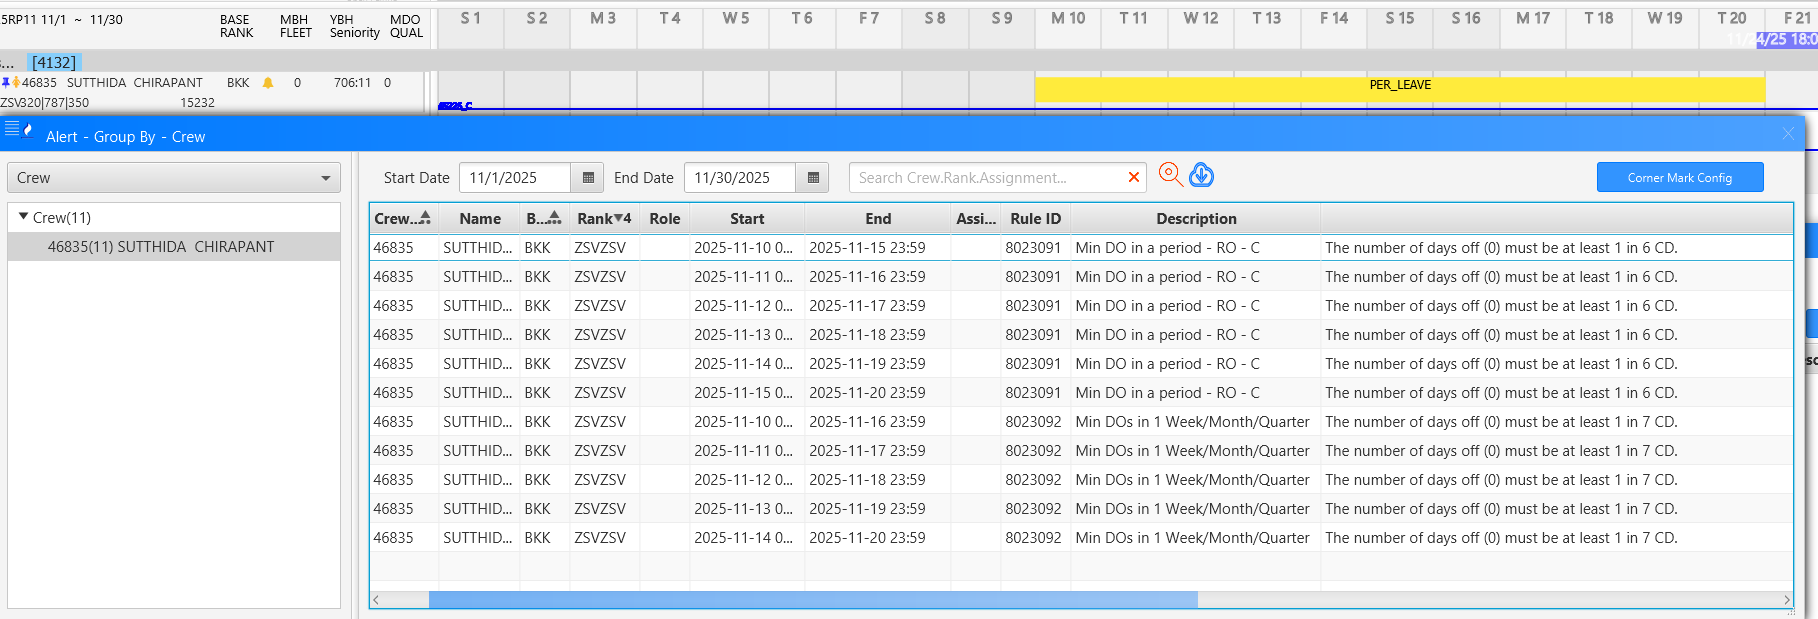 5RP11 11/1 ~ 11/30 BASE MBH YBH MDO
RANK FLEET Seniority QUAL
S 1 S 2 M 3 T 4 W 5 T 6 F 7 S 8 S 9 M 10 T 11 W 12 T 13 F 14 S 15 S 16 M 17 T 18 W 19 T 20 F 21
11/24/25 18:0
... [4132]
46835 SUTTHIDA CHIRAPANT BKK 0 706:11 0
PER_LEAVE
ZSV320|787|350 15232
Alert - Group By - Crew
Crew Start Date 11/1/2025 End Date 11/30/2025 Search Crew.Rank.Assignment... Corner Mark Config
Crew(11)
46835(11) SUTTHIDA CHIRAPANT
Crew... Name B... Rank 4 Role Start End Assi... Rule ID Description
46835 SUTTHID... BKK ZSVZSV 2025-11-10 0... 2025-11-15 23:59 8023091 Min DO in a period - RO - C The number of days off (0) must be at least 1 in 6 CD.
46835 SUTTHID... BKK ZSVZSV 2025-11-11 0... 2025-11-16 23:59 8023091 Min DO in a period - RO - C The number of days off (0) must be at least 1 in 6 CD.
46835 SUTTHID... BKK ZSVZSV 2025-11-12 0... 2025-11-17 23:59 8023091 Min DO in a period - RO - C The number of days off (0) must be at least 1 in 6 CD.
46835 SUTTHID... BKK ZSVZSV 2025-11-13 0... 2025-11-18 23:59 8023091 Min DO in a period - RO - C The number of days off (0) must be at least 1 in 6 CD.
46835 SUTTHID... BKK ZSVZSV 2025-11-14 0... 2025-11-19 23:59 8023091 Min DO in a period - RO - C The number of days off (0) must be at least 1 in 6 CD.
46835 SUTTHID... BKK ZSVZSV 2025-11-15 0... 2025-11-20 23:59 8023091 Min DO in a period - RO - C The number of days off (0) must be at least 1 in 6 CD.
46835 SUTTHID... BKK ZSVZSV 2025-11-10 0... 2025-11-16 23:59 8023092 Min DOs in 1 Week/Month/Quarter The number of days off (0) must be at least 1 in 7 CD.
46835 SUTTHID... BKK ZSVZSV 2025-11-11 0... 2025-11-17 23:59 8023092 Min DOs in 1 Week/Month/Quarter The number of days off (0) must be at least 1 in 7 CD.
46835 SUTTHID... BKK ZSVZSV 2025-11-12 0... 2025-11-18 23:59 8023092 Min DOs in 1 Week/Month/Quarter The number of days off (0) must be at least 1 in 7 CD.
46835 SUTTHID... BKK ZSVZSV 2025-11-13 0... 2025-11-19 23:59 8023092 Min DOs in 1 Week/Month/Quarter The number of days off (0) must be at least 1 in 7 CD.
46835 SUTTHID... BKK ZSVZSV 2025-11-14 0... 2025-11-20 23:59 8023092 Min DOs in 1 Week/Month/Quarter The number of days off (0) must be at least 1 in 7 CD.